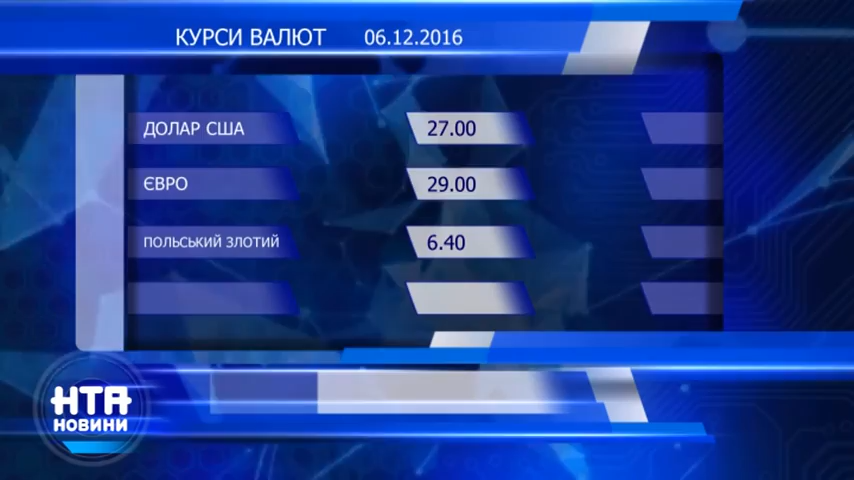 КУРСИ ВАЛЮТ 06.12.2016
ДОЛАР США 27.00
ЄВРО 29.00
ПОЛЬСЬКИЙ ЗЛОТИЙ 6.40
НТА
НОВИНИ